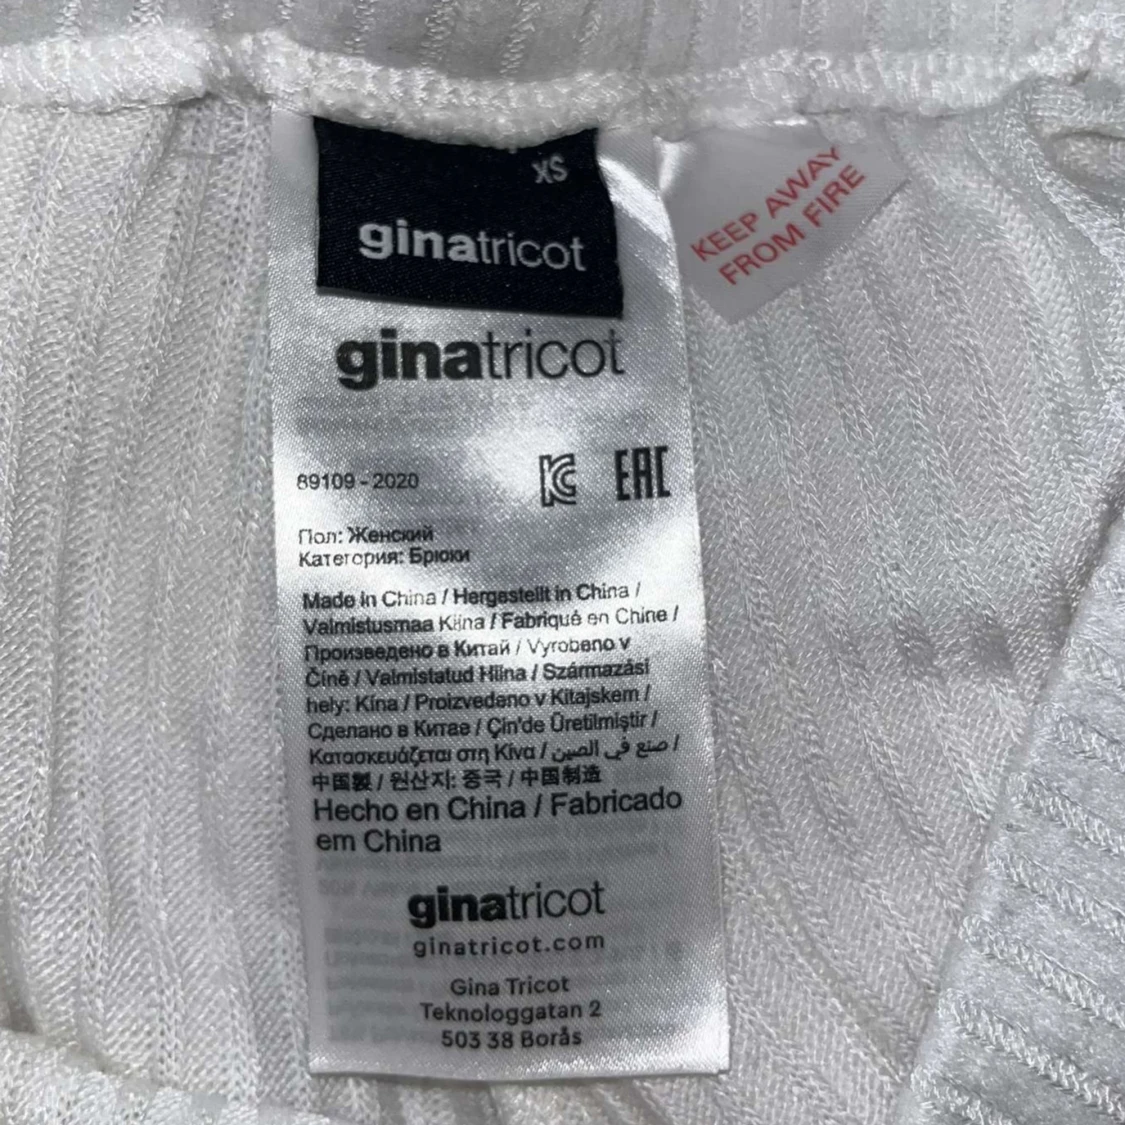 XS
ginatricot
KEEP AWAY
FROM FIRE
ginatricot
89109 - 2020
EAC
Пол: Женский
Категория: Брюки
Made in China / Hergestellt in China /
Valmistusmaa Kiina / Fabriqué en Chine /
Произведено в Китай / Vyrobeno v
Číně / Valmistatud Hiina / Származási
hely: Kína / Proizvedeno v Kitajskem /
Сделано в Китае / Çin'de Üretilmiştir /
Κατασκευάζεται στη Κίνα / صنع في الصين /
中国製 / 원산지: 중국 / 中国制造
Hecho en China / Fabricado
em China
ginatricot
ginatricot.com
Gina Tricot
Teknologgatan 2
503 38 Borås